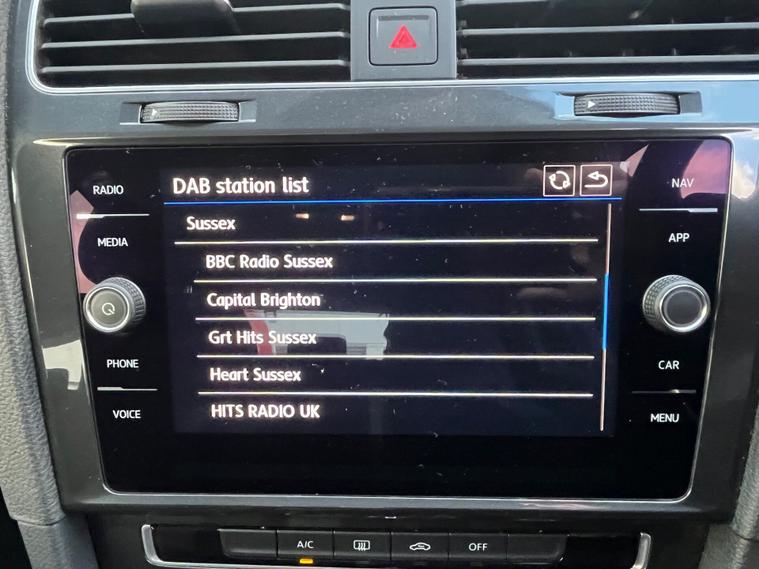 RADIO
MEDIA
PHONE
VOICE
DAB station list
Sussex
BBC Radio Sussex
Capital Brighton
Grt Hits Sussex
Heart Sussex
HITS RADIO UK
NAV
APP
CAR
MENU
A/C
OFF